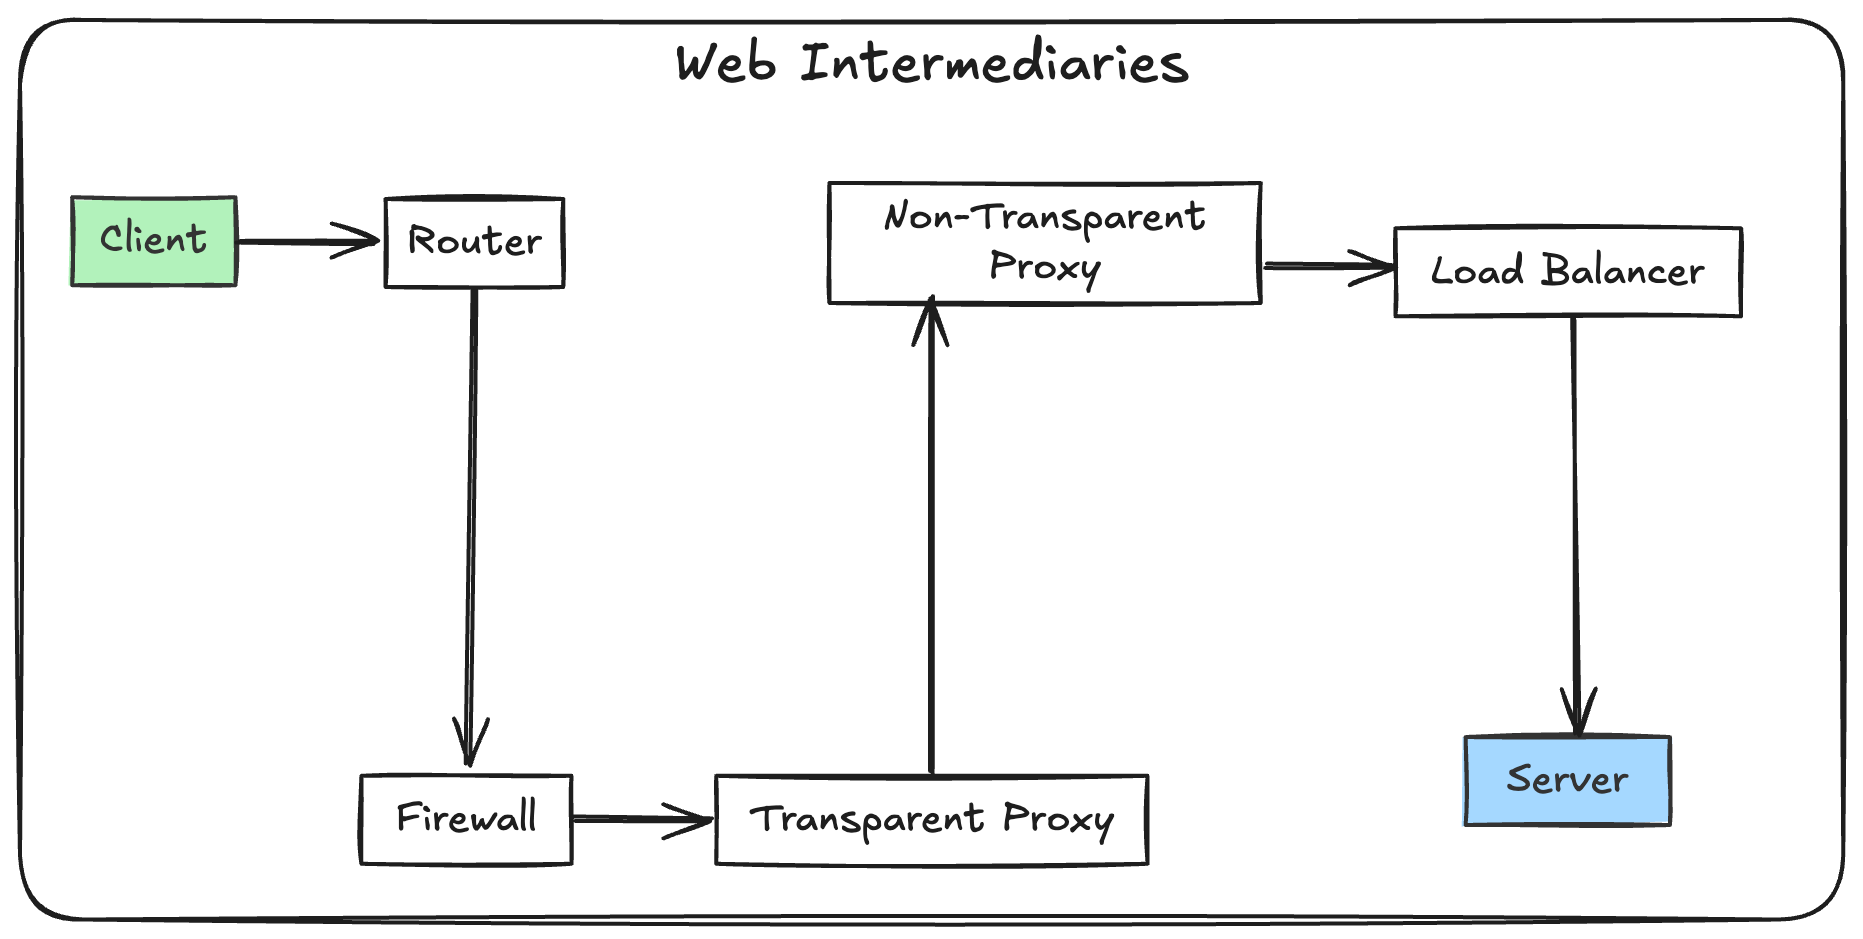 Web Intermediaries
Client
Router
Non-Transparent
Proxy
Load Balancer
Firewall
Transparent Proxy
Server